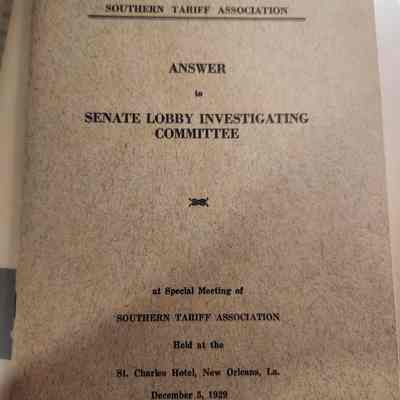 SOUTHERN TARIFF ASSOCIATION
ANSWER
to
SENATE LOBBY INVESTIGATING
COMMITTEE
at Special Meeting of
SOUTHERN TARIFF ASSOCIATION
Held at the
St. Charles Hotel, New Orleans, La.
December 5, 1929